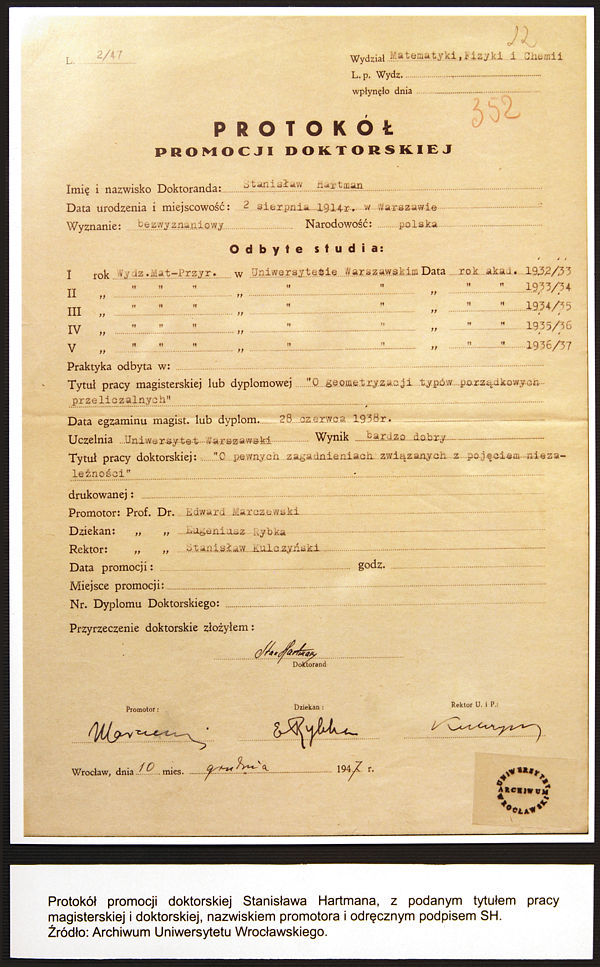 22
L. 2/47
Wydział Matematyki, Fizyki i Chemii
L. p. Wydz.
wpłynęło dnia
352
PROTOKÓŁ
PROMOCJI DOKTORSKIEJ
Imię i nazwisko Doktoranda: Stanisław Hartman
Data urodzenia i miejscowość: 2 sierpnia 1914r. w Warszawie
Wyznanie: bezwyznaniowy Narodowość: polska
Odbyte studia:
I rok Wydz.Mat-Przyr. w Uniwersytecie Warszawskim Data rok akad. 1932/33
II „ " " " „ " " „ " " 1933/34
III „ " " " „ " " „ " " 1934/35
IV „ " " " „ " " „ " " 1935/36
V „ " " " „ " " „ " " 1936/37
Praktyka odbyta w:
Tytuł pracy magisterskiej lub dyplomowej "O geometryzacji typów porządkowych
przeliczalnych"
Data egzaminu magist. lub dyplom. 28 czerwca 1938r.
Uczelnia Uniwersytet Warszawski Wynik bardzo dobry
Tytuł pracy doktorskiej: "O pewnych zagadnieniach związanych z pojęciem nieza-
leżności"
drukowanej:
Promotor: Prof. Dr. Edward Marczewski
Dziekan: „ „ Eugeniusz Rybka
Rektor: „ „ Stanisław Kulczyński
Data promocji: godz.
Miejsce promocji:
Nr. Dyplomu Doktorskiego:
Przyrzeczenie doktorskie złożyłem:
Stan Hartman
Doktorand
Promotor: Dziekan: Rektor U. i P.:
E Rybka
Wrocław, dnia 10 mies. grudnia 1947 r.
UNIWERSYTET
ARCHIWUM
WROCŁAWSKI
Protokół promocji doktorskiej Stanisława Hartmana, z podanym tytułem pracy
magisterskiej i doktorskiej, nazwiskiem promotora i odręcznym podpisem SH.
Źródło: Archiwum Uniwersytetu Wrocławskiego.